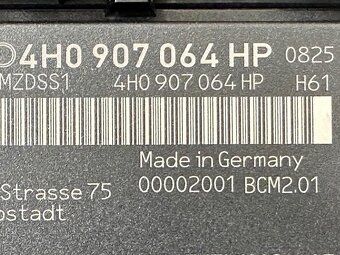 4H0 907 064 HP 0825
MZDSS1 4H0 907 064 HP H61
Made in Germany
00002001 BCM2.01
Strasse 75